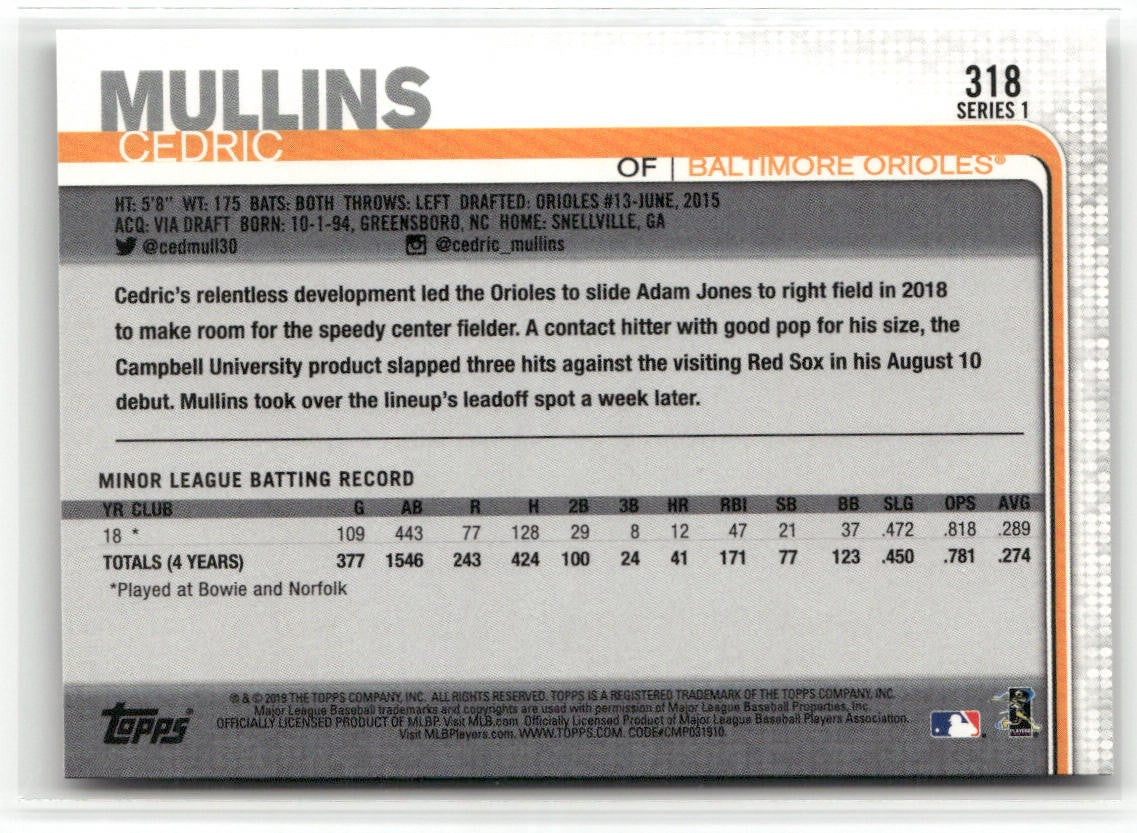 MULLINS
CEDRIC
318
SERIES 1
OF | BALTIMORE ORIOLES®
HT: 5'8" WT: 175 BATS: BOTH THROWS: LEFT DRAFTED: ORIOLES #13-JUNE, 2015
ACQ: VIA DRAFT BORN: 10-1-94, GREENSBORO, NC HOME: SNELLVILLE, GA
@cedmull30 @cedric_mullins
Cedric's relentless development led the Orioles to slide Adam Jones to right field in 2018
to make room for the speedy center fielder. A contact hitter with good pop for his size, the
Campbell University product slapped three hits against the visiting Red Sox in his August 10
debut. Mullins took over the lineup's leadoff spot a week later.
MINOR LEAGUE BATTING RECORD
YR CLUB G AB R H 2B 3B HR RBI SB BB SLG OPS AVG
18 * 109 443 77 128 29 8 12 47 21 37 .472 .818 .289
TOTALS (4 YEARS) 377 1546 243 424 100 24 41 171 77 123 .450 .781 .274
*Played at Bowie and Norfolk
TOPPS®
® & © 2019 THE TOPPS COMPANY, INC. ALL RIGHTS RESERVED. TOPPS IS A REGISTERED TRADEMARK OF THE TOPPS COMPANY, INC.
Major League Baseball trademarks and copyrights are used with permission of Major League Baseball Properties, Inc.
OFFICIALLY LICENSED PRODUCT OF MLBP. Visit MLB.com Officially Licensed Product of Major League Baseball Players Association.
Visit MLBPlayers.com. WWW.TOPPS.COM. CODE#CMP031910.